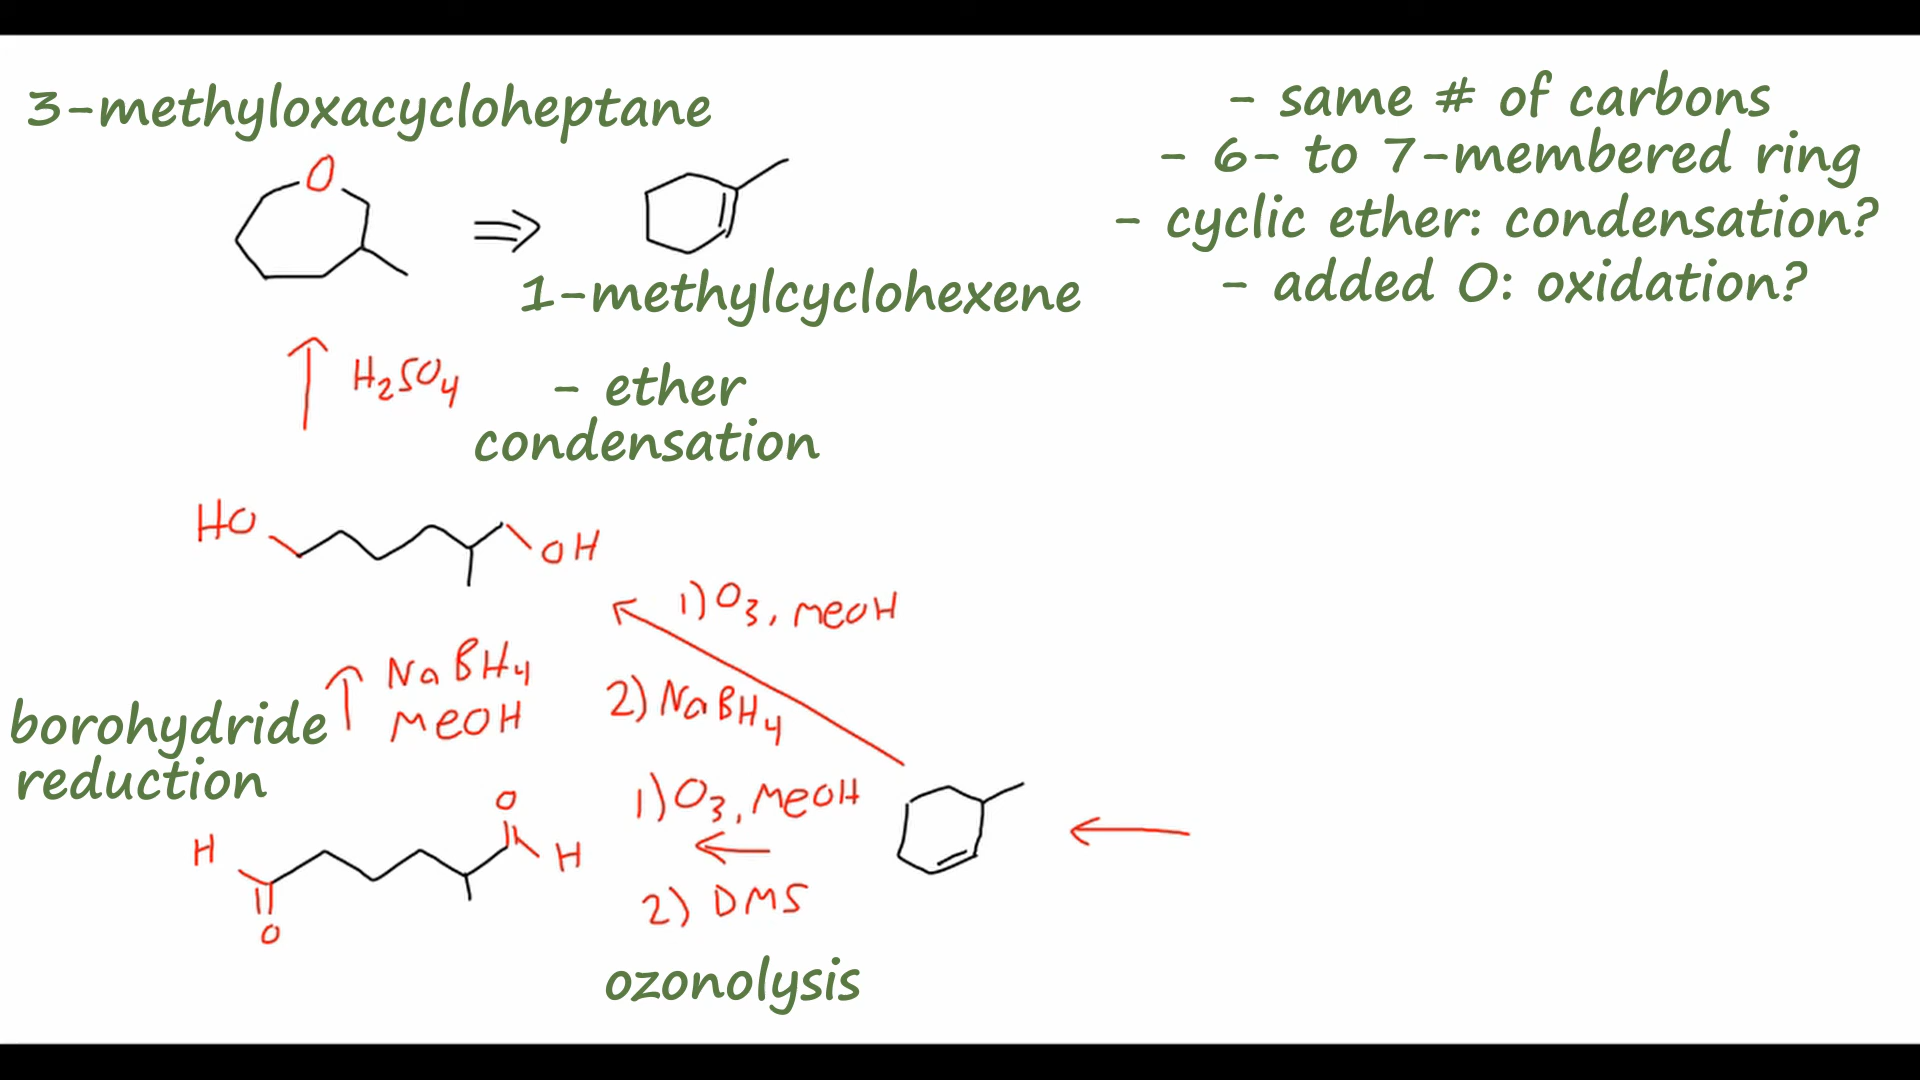 3-methyloxacycloheptane
- same # of carbons
- 6- to 7-membered ring
- cyclic ether: condensation?
- added O: oxidation?
O
1-methylcyclohexene
H2SO4
- ether
condensation
HO
OH
1) O3, MeOH
2) NaBH4
NaBH4
MeOH
borohydride
reduction
1) O3, MeOH
2) DMS
O
H
H
O
ozonolysis